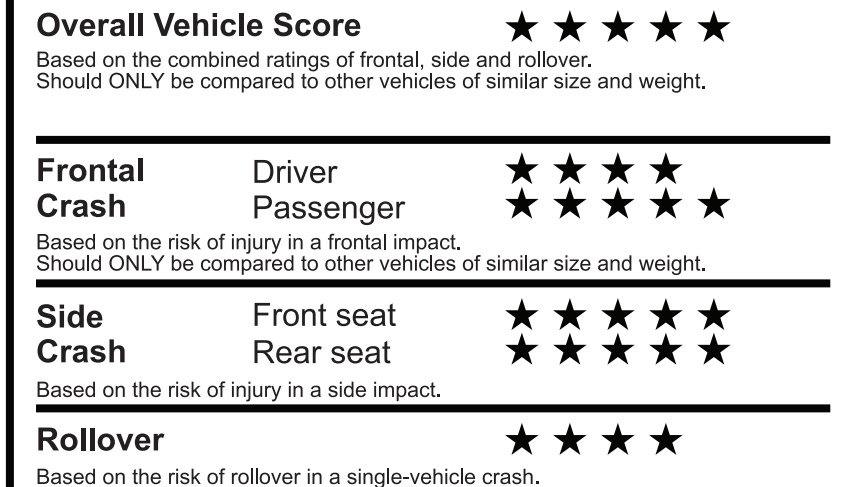 Overall Vehicle Score ★ ★ ★ ★ ★
Based on the combined ratings of frontal, side and rollover.
Should ONLY be compared to other vehicles of similar size and weight.
Frontal Driver ★ ★ ★ ★
Crash Passenger ★ ★ ★ ★ ★
Based on the risk of injury in a frontal impact.
Should ONLY be compared to other vehicles of similar size and weight.
Side Front seat ★ ★ ★ ★ ★
Crash Rear seat ★ ★ ★ ★ ★
Based on the risk of injury in a side impact.
Rollover ★ ★ ★ ★
Based on the risk of rollover in a single-vehicle crash.